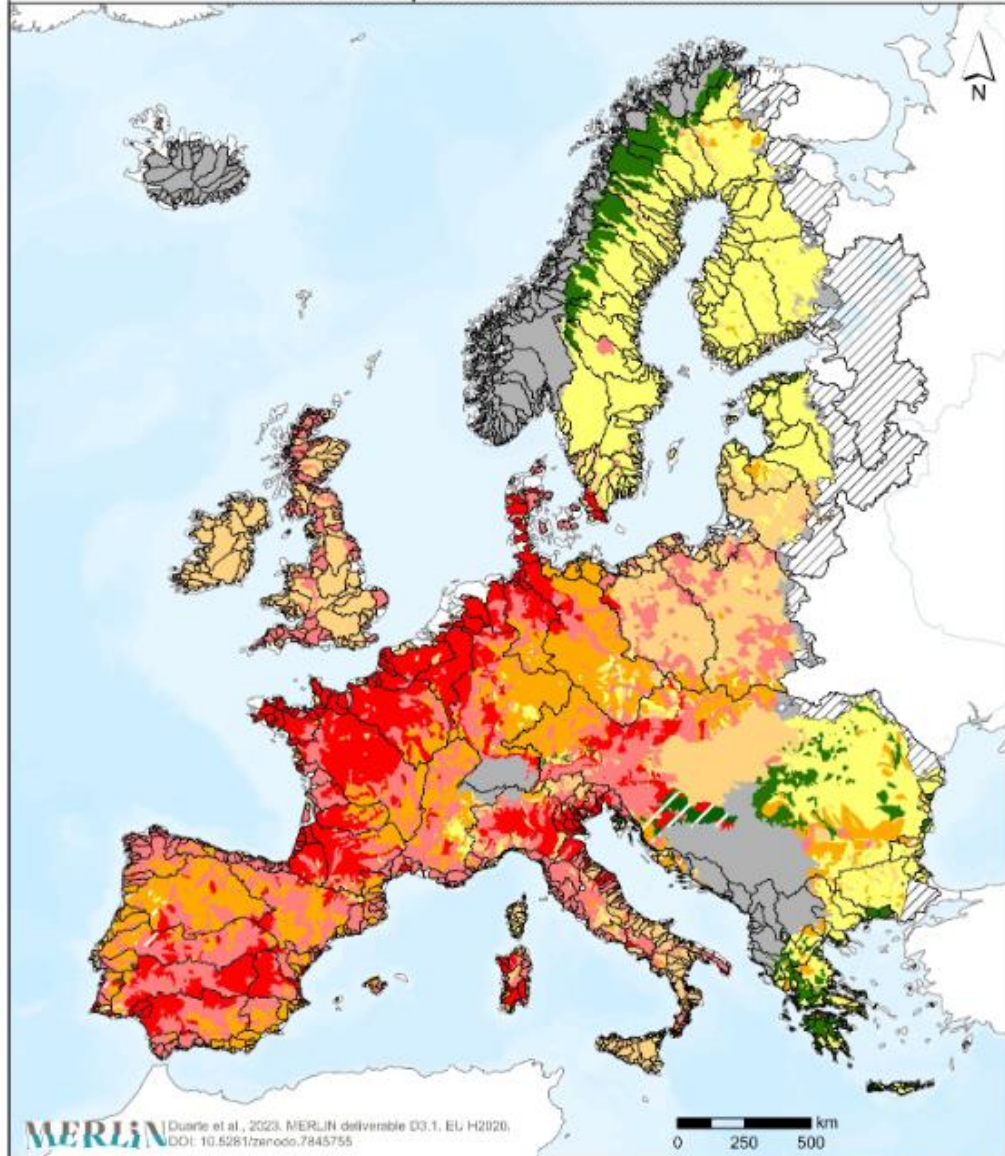 N
MERLIN Duarte et al., 2023. MERLIN deliverable D3.1. EU H2020.
DOI: 10.5281/zenodo.7845755
km
0 250 500